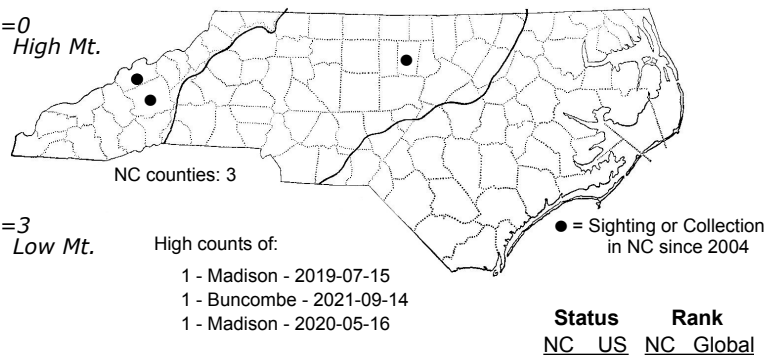 =0
High Mt.
NC counties: 3
=3
Low Mt.
High counts of:
1 - Madison - 2019-07-15
1 - Buncombe - 2021-09-14
1 - Madison - 2020-05-16
● = Sighting or Collection
in NC since 2004
Status Rank
NC US NC Global